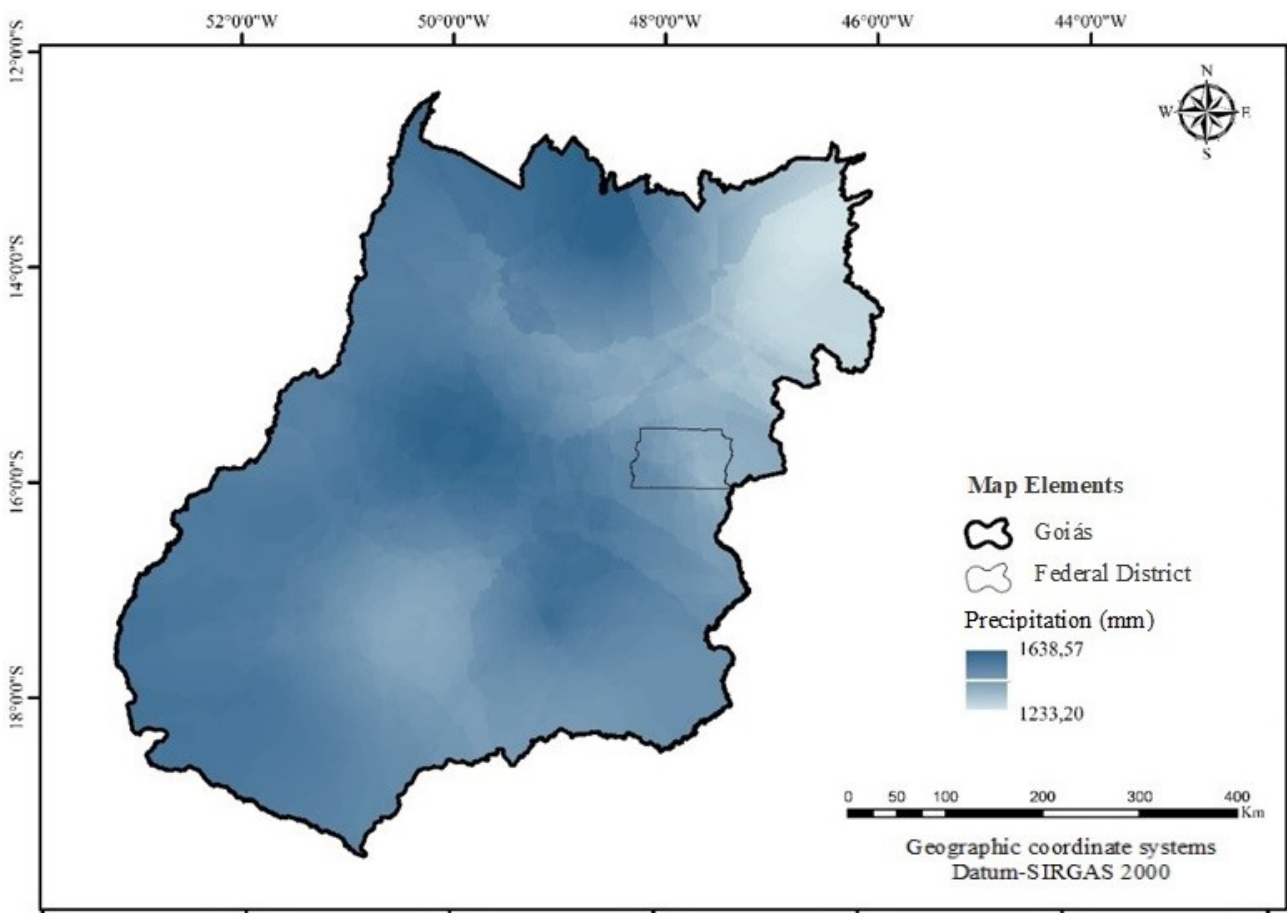 52°0'0"W 50°0'0"W 48°0'0"W 46°0'0"W 44°0'0"W
12°0'0"S
14°0'0"S
16°0'0"S
18°0'0"S
N
W E
S
Map Elements
Goiás
Federal District
Precipitation (mm)
1638,57
1233,20
0 50 100 200 300 400
Km
Geographic coordinate systems
Datum-SIRGAS 2000